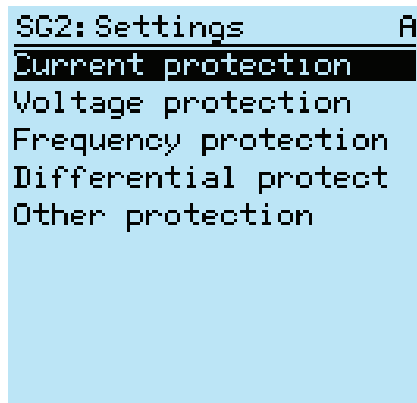 SG2: Settings A
Current protection
Voltage protection
Frequency protection
Differential protect
Other protection